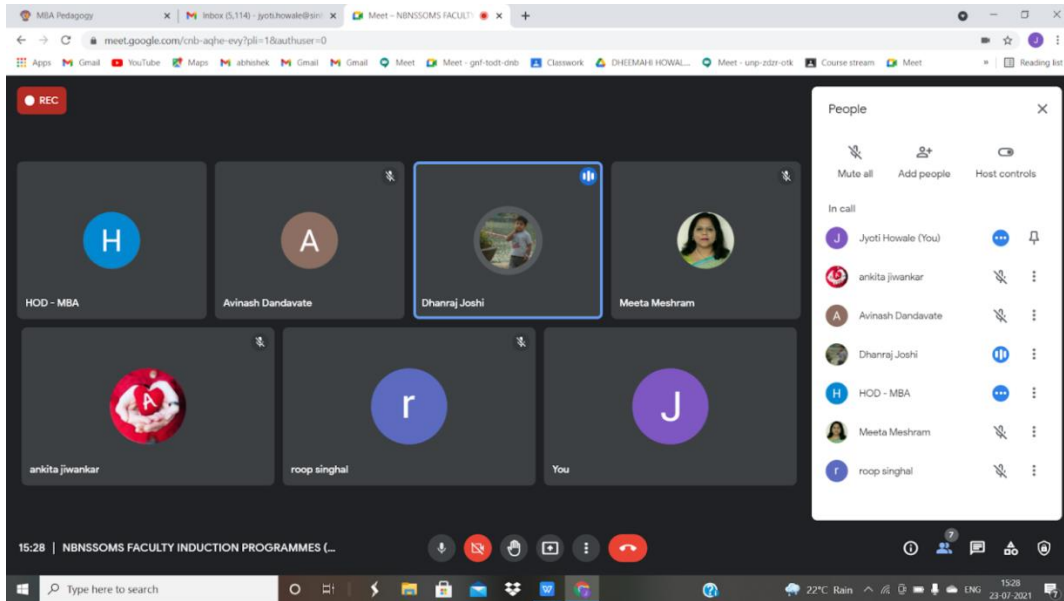 MBA Pedagogy
Inbox (5,114) - jyoti.howale@sinh
Meet - NBNSSOMS FACULT
meet.google.com/cnb-aqhe-evy?pli=1&authuser=0
Apps Gmail YouTube Maps abhishek Gmail Gmail Meet Meet - gnf-todt-dnb Classwork DHEEMAHI HOWAL... Meet - unp-zdzr-otk Course stream Meet » Reading list
REC
People
Mute all Add people Host controls
In call
J Jyoti Howale (You)
ankita jiwankar
A Avinash Dandavate
Dhanraj Joshi
H HOD - MBA
Meeta Meshram
r roop singhal
H
HOD - MBA
A
Avinash Dandavate
Dhanraj Joshi
Meeta Meshram
A
ankita jiwankar
r
roop singhal
J
You
15:28 | NBNSSOMS FACULTY INDUCTION PROGRAMMES (...
7
Type here to search
22°C Rain
ENG
15:28
23-07-2021